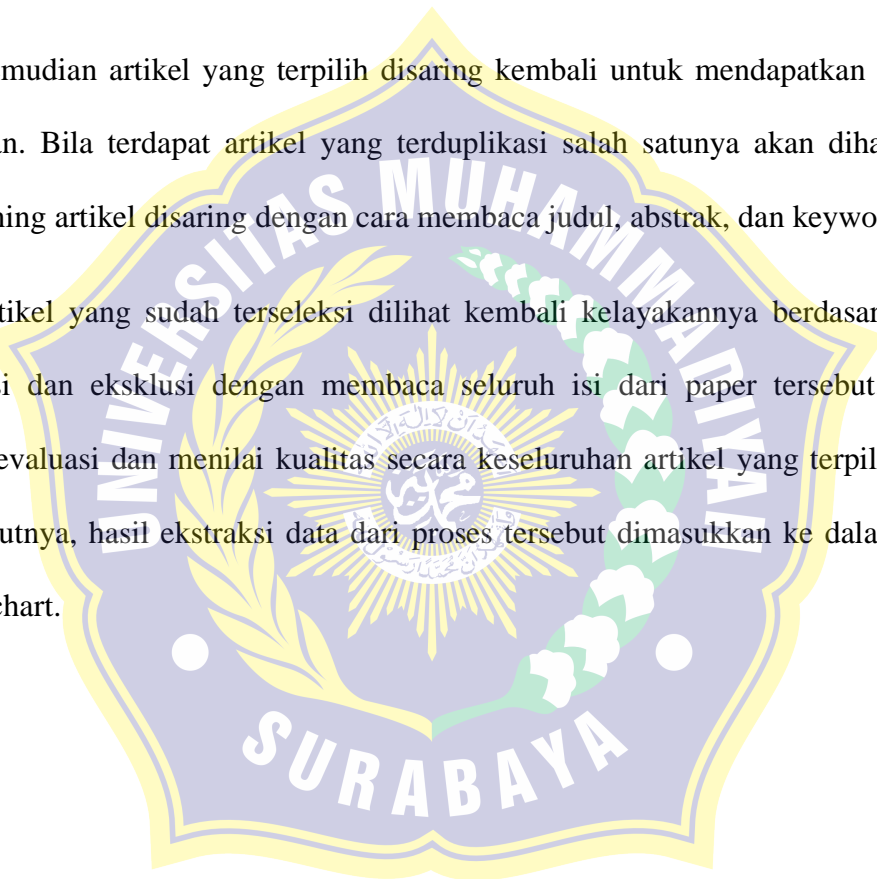 mudian artikel yang terpilih disaring kembali untuk mendapatkan
an. Bila terdapat artikel yang terduplikasi salah satunya akan diha
ning artikel disaring dengan cara membaca judul, abstrak, dan keywo
tikel yang sudah terseleksi dilihat kembali kelayakannya berdasar
si dan eksklusi dengan membaca seluruh isi dari paper tersebut
evaluasi dan menilai kualitas secara keseluruhan artikel yang terpil
utnya, hasil ekstraksi data dari proses tersebut dimasukkan ke dala
chart.
UNIVERSITAS MUHAMMADIYAH
SURABAYA
محمدية